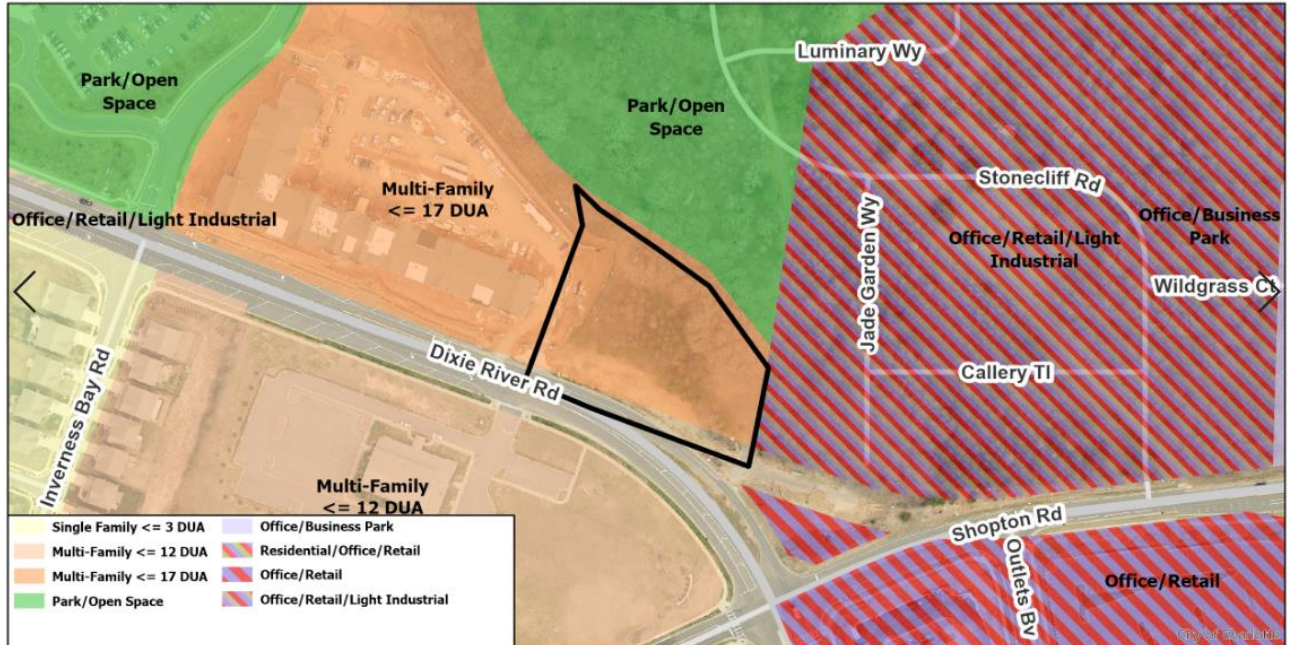 Luminary Wy
Park/Open
Space
Park/Open
Space
Stonecliff Rd
Multi-Family
<= 17 DUA
Office/Retail/Light Industrial
Jade Garden Wy
Office/Business
Park
Office/Retail/Light
Industrial
Wildgrass Ct
Dixie River Rd
Callery Tl
Inverness Bay Rd
Multi-Family
<= 12 DUA
Shopton Rd
Outlets Bv
Office/Retail
Single Family <= 3 DUA
Multi-Family <= 12 DUA
Multi-Family <= 17 DUA
Park/Open Space
Office/Business Park
Residential/Office/Retail
Office/Retail
Office/Retail/Light Industrial
City of Charlotte